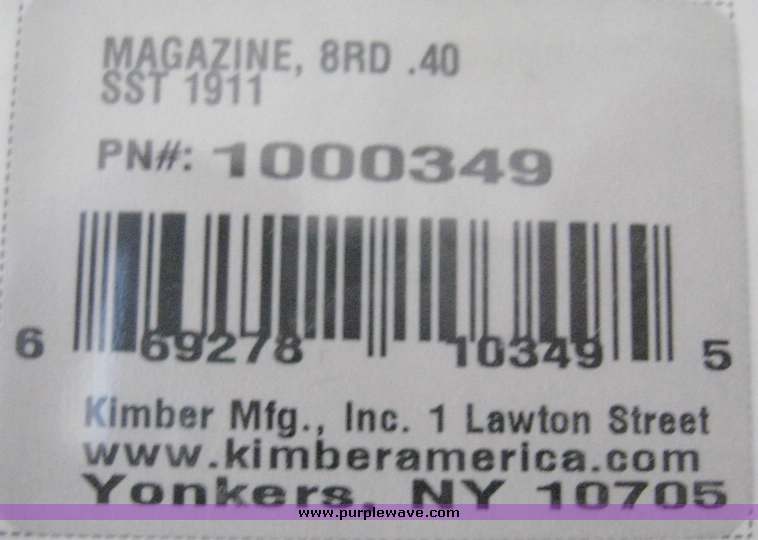 MAGAZINE, 8RD .40
SST 1911
PN#: 1000349
6 69278 10349 5
Kimber Mfg., Inc. 1 Lawton Street
www.kimberamerica.com
Yonkers, NY 10705
www.purplewave.com